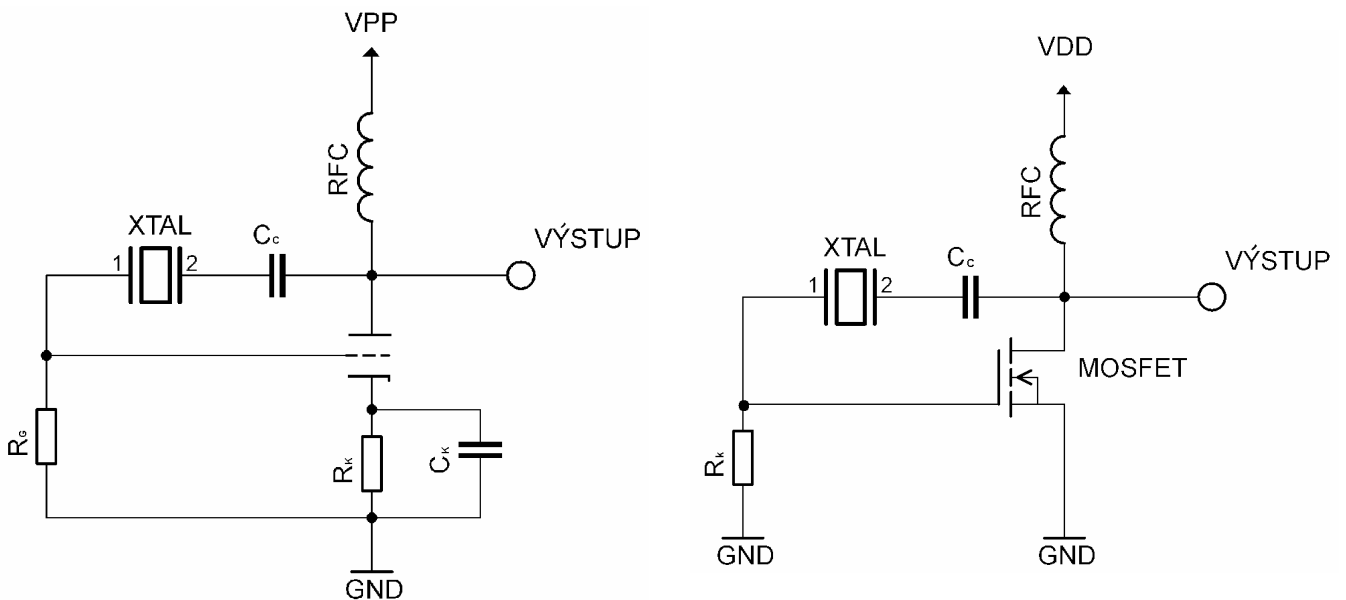 VPP
RFC
XTAL
1
2
Cc
VÝSTUP
RG
RK
CK
GND
VDD
RFC
XTAL
1
2
Cc
VÝSTUP
MOSFET
Rk
GND
GND